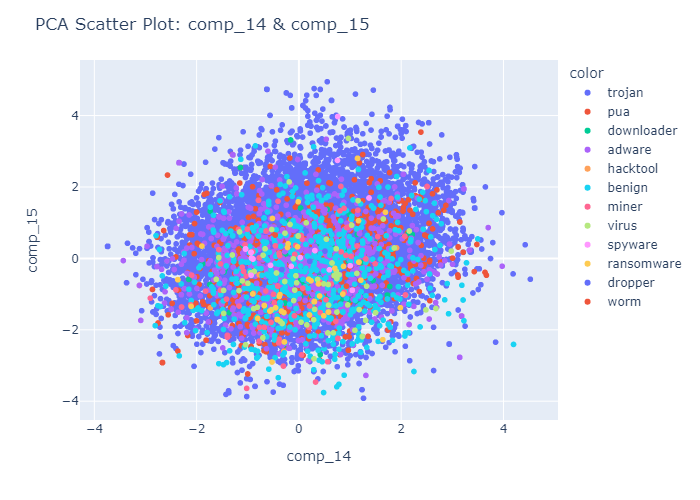 PCA Scatter Plot: comp_14 & comp_15
color
trojan
pua
downloader
adware
hacktool
benign
miner
virus
spyware
ransomware
dropper
worm
comp_15
4
2
0
−2
−4
−4
−2
0
2
4
comp_14